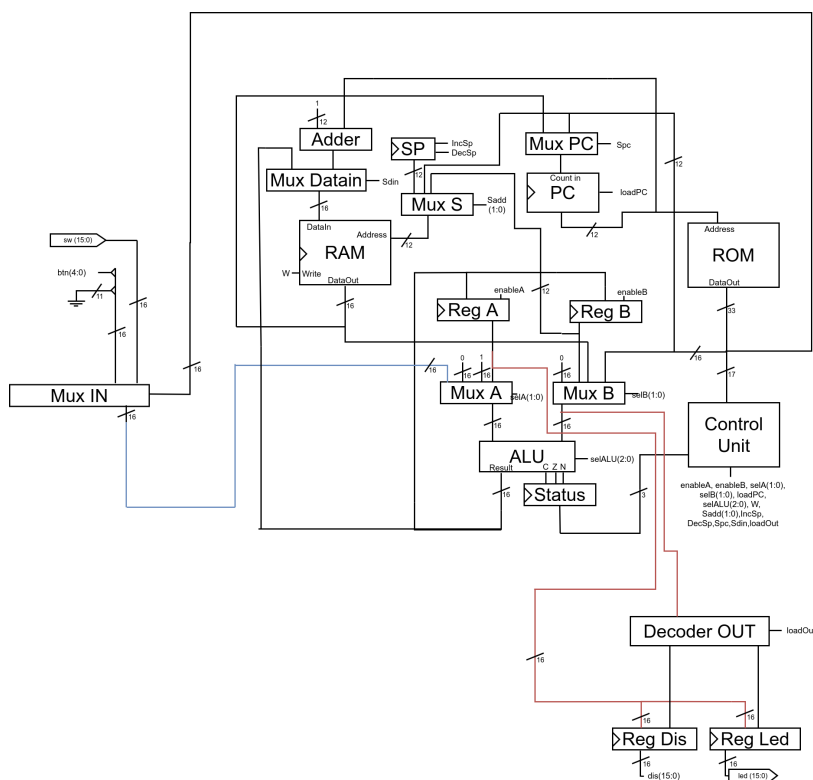 1
12
Adder
SP
IncSp
DecSp
12
Mux PC
Spc
12
Mux Datain
Sdin
16
Mux S
Sadd
(1:0)
Count in
PC
loadPC
12
DataIn
Address
RAM
W
Write
DataOut
12
16
Address
ROM
DataOut
33
sw (15:0)
btn(4:0)
11
16
16
16
enableA
Reg A
12
enableB
Reg B
16
17
16
0
16
1
16
0
16
Mux IN
16
Mux A
selA(1:0)
Mux B
selB(1:0)
16
16
Control
Unit
ALU
Result
C Z N
selALU(2:0)
16
Status
3
enableA, enableB, selA(1:0),
selB(1:0), loadPC,
selALU(2:0), W,
Sadd(1:0),IncSp,
DecSp,Spc,Sdin,loadOut
Decoder OUT
loadOu
16
16
16
Reg Dis
Reg Led
16
16
dis(15:0)
led (15:0)